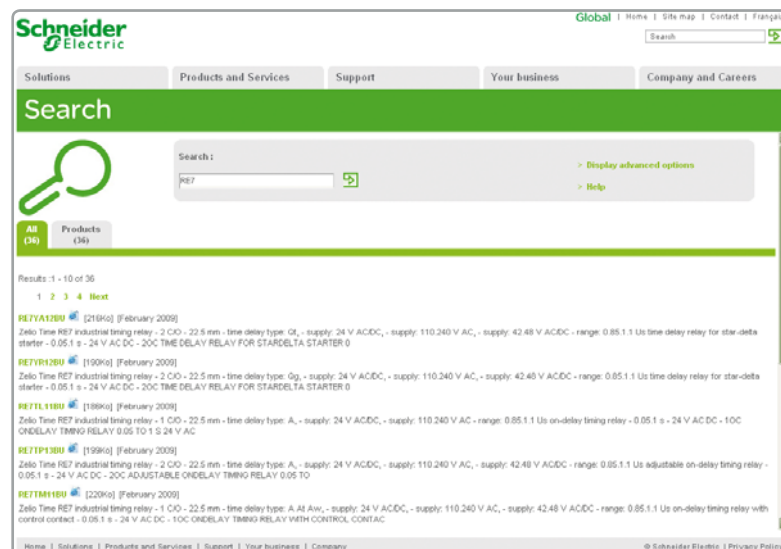 Schneider
Electric
Global | Home | Site map | Contact | Françai
Search
Solutions Products and Services Support Your business Company and Careers
Search
Search :
RE7
> Display advanced options
> Help
All
(36)
Products
(36)
Results :1 - 10 of 36
1 2 3 4 Next
RE7YA12BU [216Ko] [February 2009]
Zelio Time RE7 industrial timing relay - 2 C/O - 22.5 mm - time delay type: Qt, - supply: 24 V AC/DC, - supply: 110.240 V AC, - supply: 42.48 V AC/DC - range: 0.85.1.1 Us time delay relay for star-delta
starter - 0.05.1 s - 24 V AC DC - 2OC TIME DELAY RELAY FOR STARDELTA STARTER 0
RE7YR12BU [190Ko] [February 2009]
Zelio Time RE7 industrial timing relay - 2 C/O - 22.5 mm - time delay type: Qg, - supply: 24 V AC/DC, - supply: 110.240 V AC, - supply: 42.48 V AC/DC - range: 0.85.1.1 Us time delay relay for star-delta
starter - 0.05.1 s - 24 V AC DC - 2OC TIME DELAY RELAY FOR STARDELTA STARTER 0
RE7TL11BU [186Ko] [February 2009]
Zelio Time RE7 industrial timing relay - 1 C/O - 22.5 mm - time delay type: A, - supply: 24 V AC/DC, - supply: 110.240 V AC - range: 0.85.1.1 Us on-delay timing relay - 0.05.1 s - 24 V AC DC - 1OC
ONDELAY TIMING RELAY 0.05 TO 1 S 24 V AC
RE7TP13BU [199Ko] [February 2009]
Zelio Time RE7 industrial timing relay - 2 C/O - 22.5 mm - time delay type: A, - supply: 24 V AC/DC, - supply: 110.240 V AC, - supply: 42.48 V AC/DC - range: 0.85.1.1 Us adjustable on-delay timing relay -
0.05.1 s - 24 V AC DC - 2OC ADJUSTABLE ONDELAY TIMING RELAY 0.05 TO
RE7TM11BU [220Ko] [February 2009]
Zelio Time RE7 industrial timing relay - 1 C/O - 22.5 mm - time delay type: A At Aw, - supply: 24 V AC/DC, - supply: 110.240 V AC, - supply: 42.48 V AC/DC - range: 0.85.1.1 Us on-delay timing relay with
control contact - 0.05.1 s - 24 V AC DC - 1OC ONDELAY TIMING RELAY WITH CONTROL CONTAC
Home | Solutions | Products and Services | Support | Your business | Company © Schneider Electric | Privacy Polic